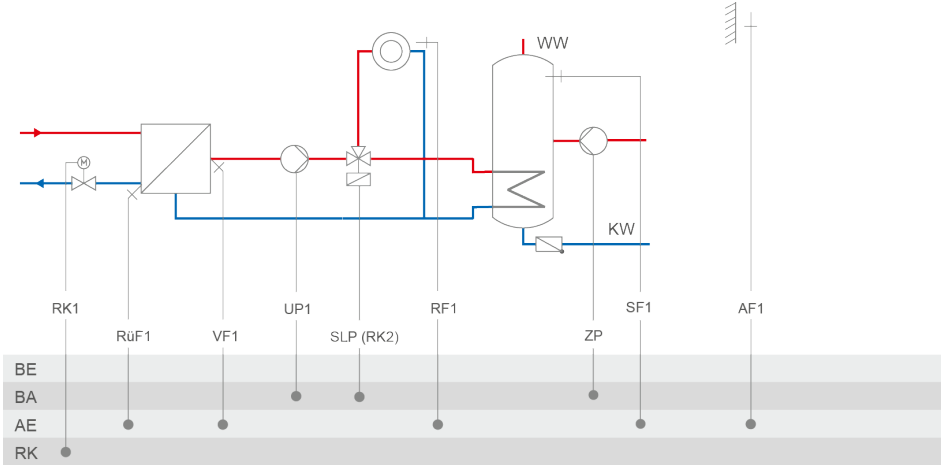 WW
M
KW
RK1 UP1 RF1 SF1 AF1
RüF1 VF1 SLP (RK2) ZP
BE
BA
AE
RK